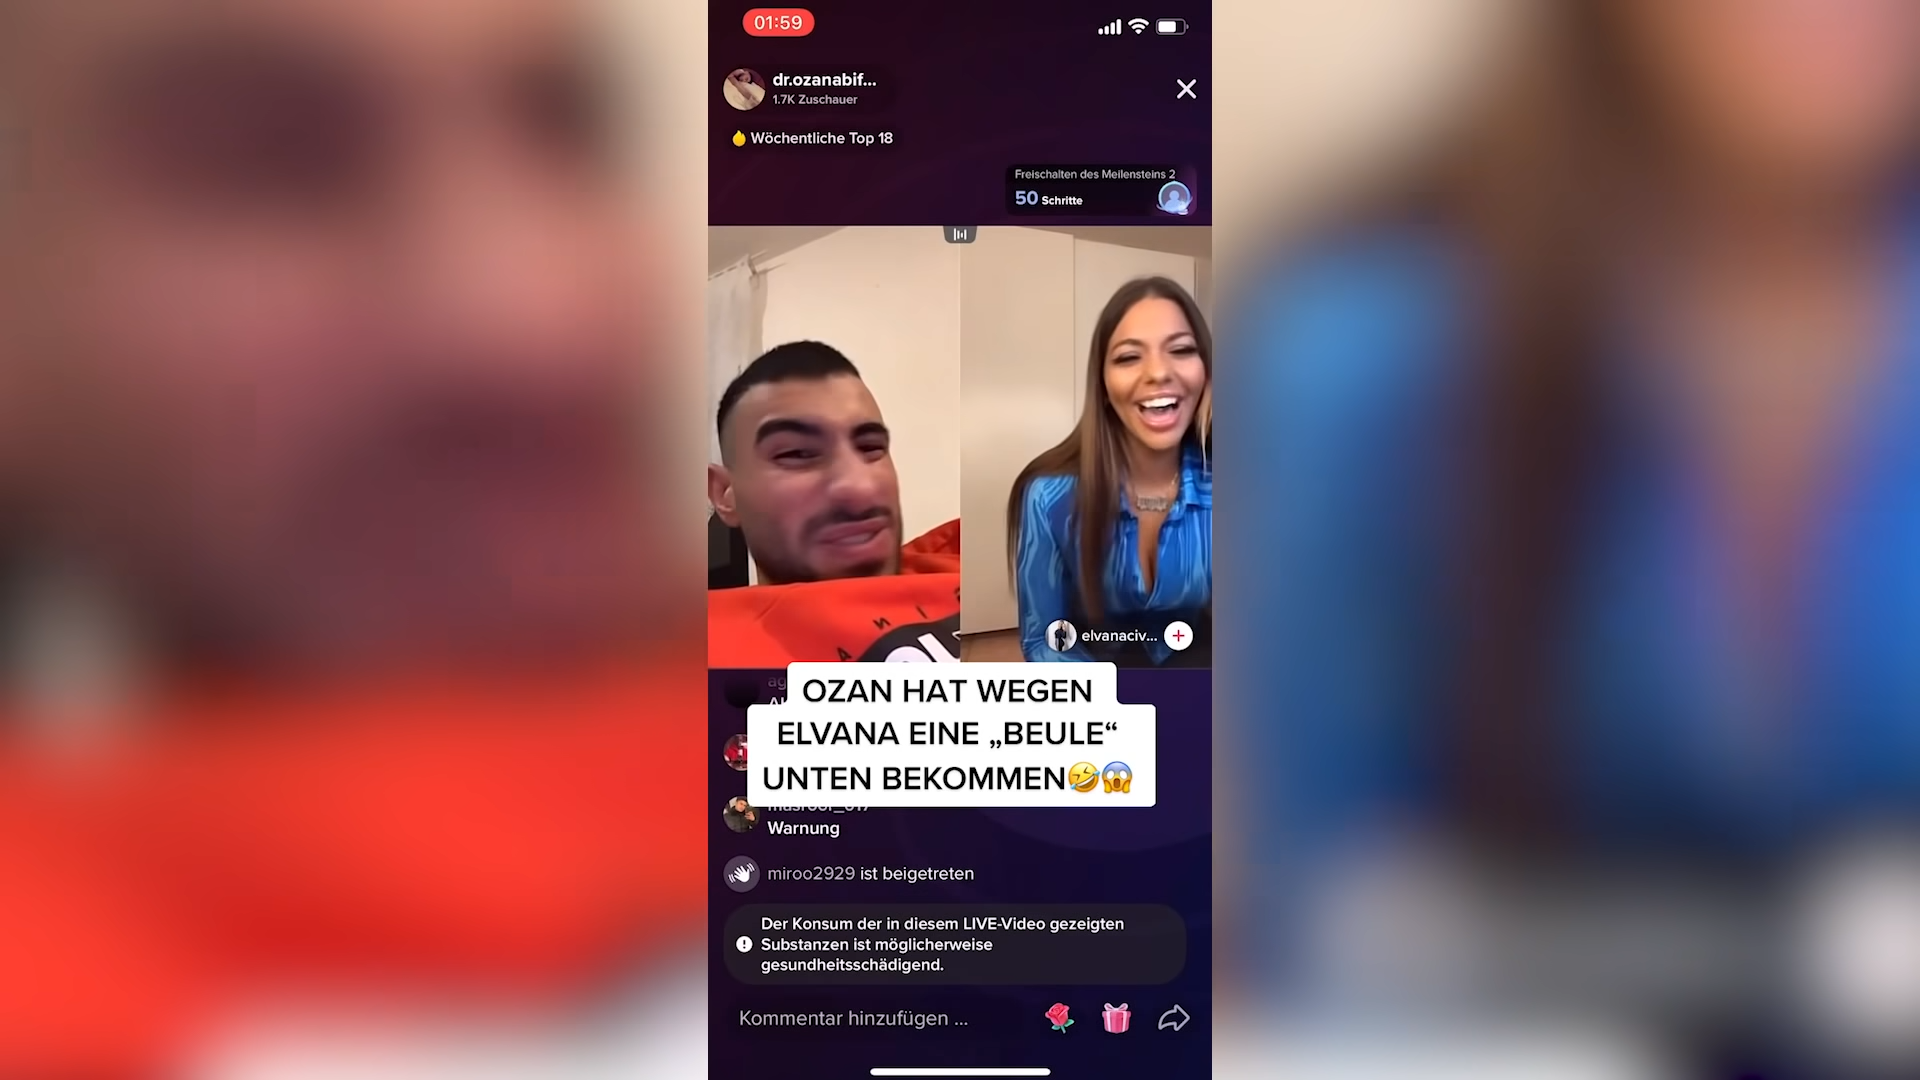 01:59
dr.ozanabif...
1.7K Zuschauer
Wöchentliche Top 18
Freischalten des Meilensteins 2
50 Schritte
elvanaciv...
OZAN HAT WEGEN
ELVANA EINE „BEULE“
UNTEN BEKOMMEN🤣😱
Warnung
miroo2929 ist beigetreten
Der Konsum der in diesem LIVE-Video gezeigten
Substanzen ist möglicherweise
gesundheitsschädigend.
Kommentar hinzufügen ...